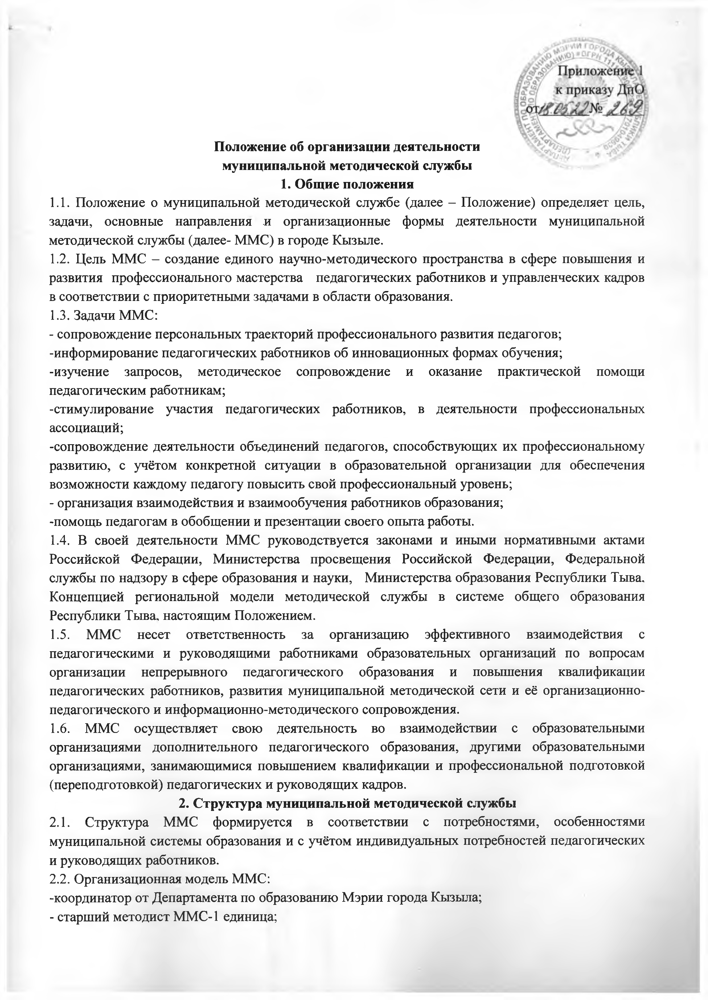 Приложение 1
к приказу ДпО
от 18.05.22 № 269
Положение об организации деятельности
муниципальной методической службы
1. Общие положения
1.1. Положение о муниципальной методической службе (далее – Положение) определяет цель,
задачи, основные направления и организационные формы деятельности муниципальной
методической службы (далее- ММС) в городе Кызыле.
1.2. Цель ММС – создание единого научно-методического пространства в сфере повышения и
развития профессионального мастерства педагогических работников и управленческих кадров
в соответствии с приоритетными задачами в области образования.
1.3. Задачи ММС:
- сопровождение персональных траекторий профессионального развития педагогов;
-информирование педагогических работников об инновационных формах обучения;
-изучение запросов, методическое сопровождение и оказание практической помощи
педагогическим работникам;
-стимулирование участия педагогических работников, в деятельности профессиональных
ассоциаций;
-сопровождение деятельности объединений педагогов, способствующих их профессиональному
развитию, с учётом конкретной ситуации в образовательной организации для обеспечения
возможности каждому педагогу повысить свой профессиональный уровень;
- организация взаимодействия и взаимообучения работников образования;
-помощь педагогам в обобщении и презентации своего опыта работы.
1.4. В своей деятельности ММС руководствуется законами и иными нормативными актами
Российской Федерации, Министерства просвещения Российской Федерации, Федеральной
службы по надзору в сфере образования и науки, Министерства образования Республики Тыва,
Концепцией региональной модели методической службы в системе общего образования
Республики Тыва, настоящим Положением.
1.5. ММС несет ответственность за организацию эффективного взаимодействия с
педагогическими и руководящими работниками образовательных организаций по вопросам
организации непрерывного педагогического образования и повышения квалификации
педагогических работников, развития муниципальной методической сети и её организационно-
педагогического и информационно-методического сопровождения.
1.6. ММС осуществляет свою деятельность во взаимодействии с образовательными
организациями дополнительного педагогического образования, другими образовательными
организациями, занимающимися повышением квалификации и профессиональной подготовкой
(переподготовкой) педагогических и руководящих кадров.
2. Структура муниципальной методической службы
2.1. Структура ММС формируется в соответствии с потребностями, особенностями
муниципальной системы образования и с учётом индивидуальных потребностей педагогических
и руководящих работников.
2.2. Организационная модель ММС:
-координатор от Департамента по образованию Мэрии города Кызыла;
- старший методист ММС-1 единица;